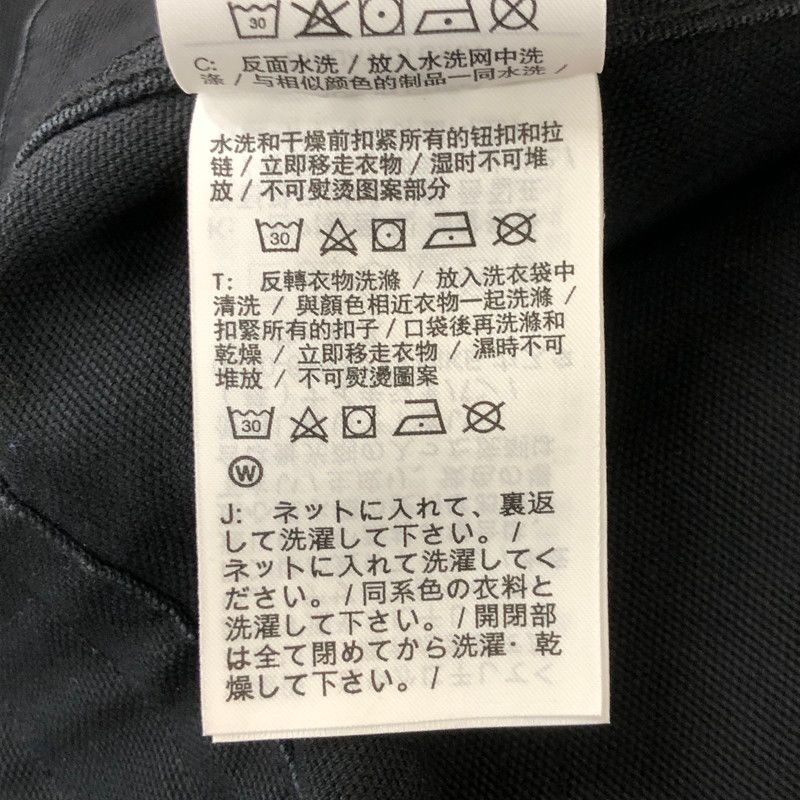 30
C: 反面水洗 / 放入水洗网中洗
涤 / 与相似颜色的制品一同水洗 /
水洗和干燥前扣紧所有的钮扣和拉
链 / 立即移走衣物 / 湿时不可堆
放 / 不可熨烫图案部分
30
T: 反轉衣物洗滌 / 放入洗衣袋中
清洗 / 與顏色相近衣物一起洗滌 /
扣緊所有的扣子 / 口袋後再洗滌和
乾燥 / 立即移走衣物 / 濕時不可
堆放 / 不可熨燙圖案
30
W
J: ネットに入れて、裏返
して洗濯して下さい。/
ネットに入れて洗濯してく
ださい。/ 同系色の衣料と
洗濯して下さい。/ 開閉部
は全て閉めてから洗濯・乾
燥して下さい。/